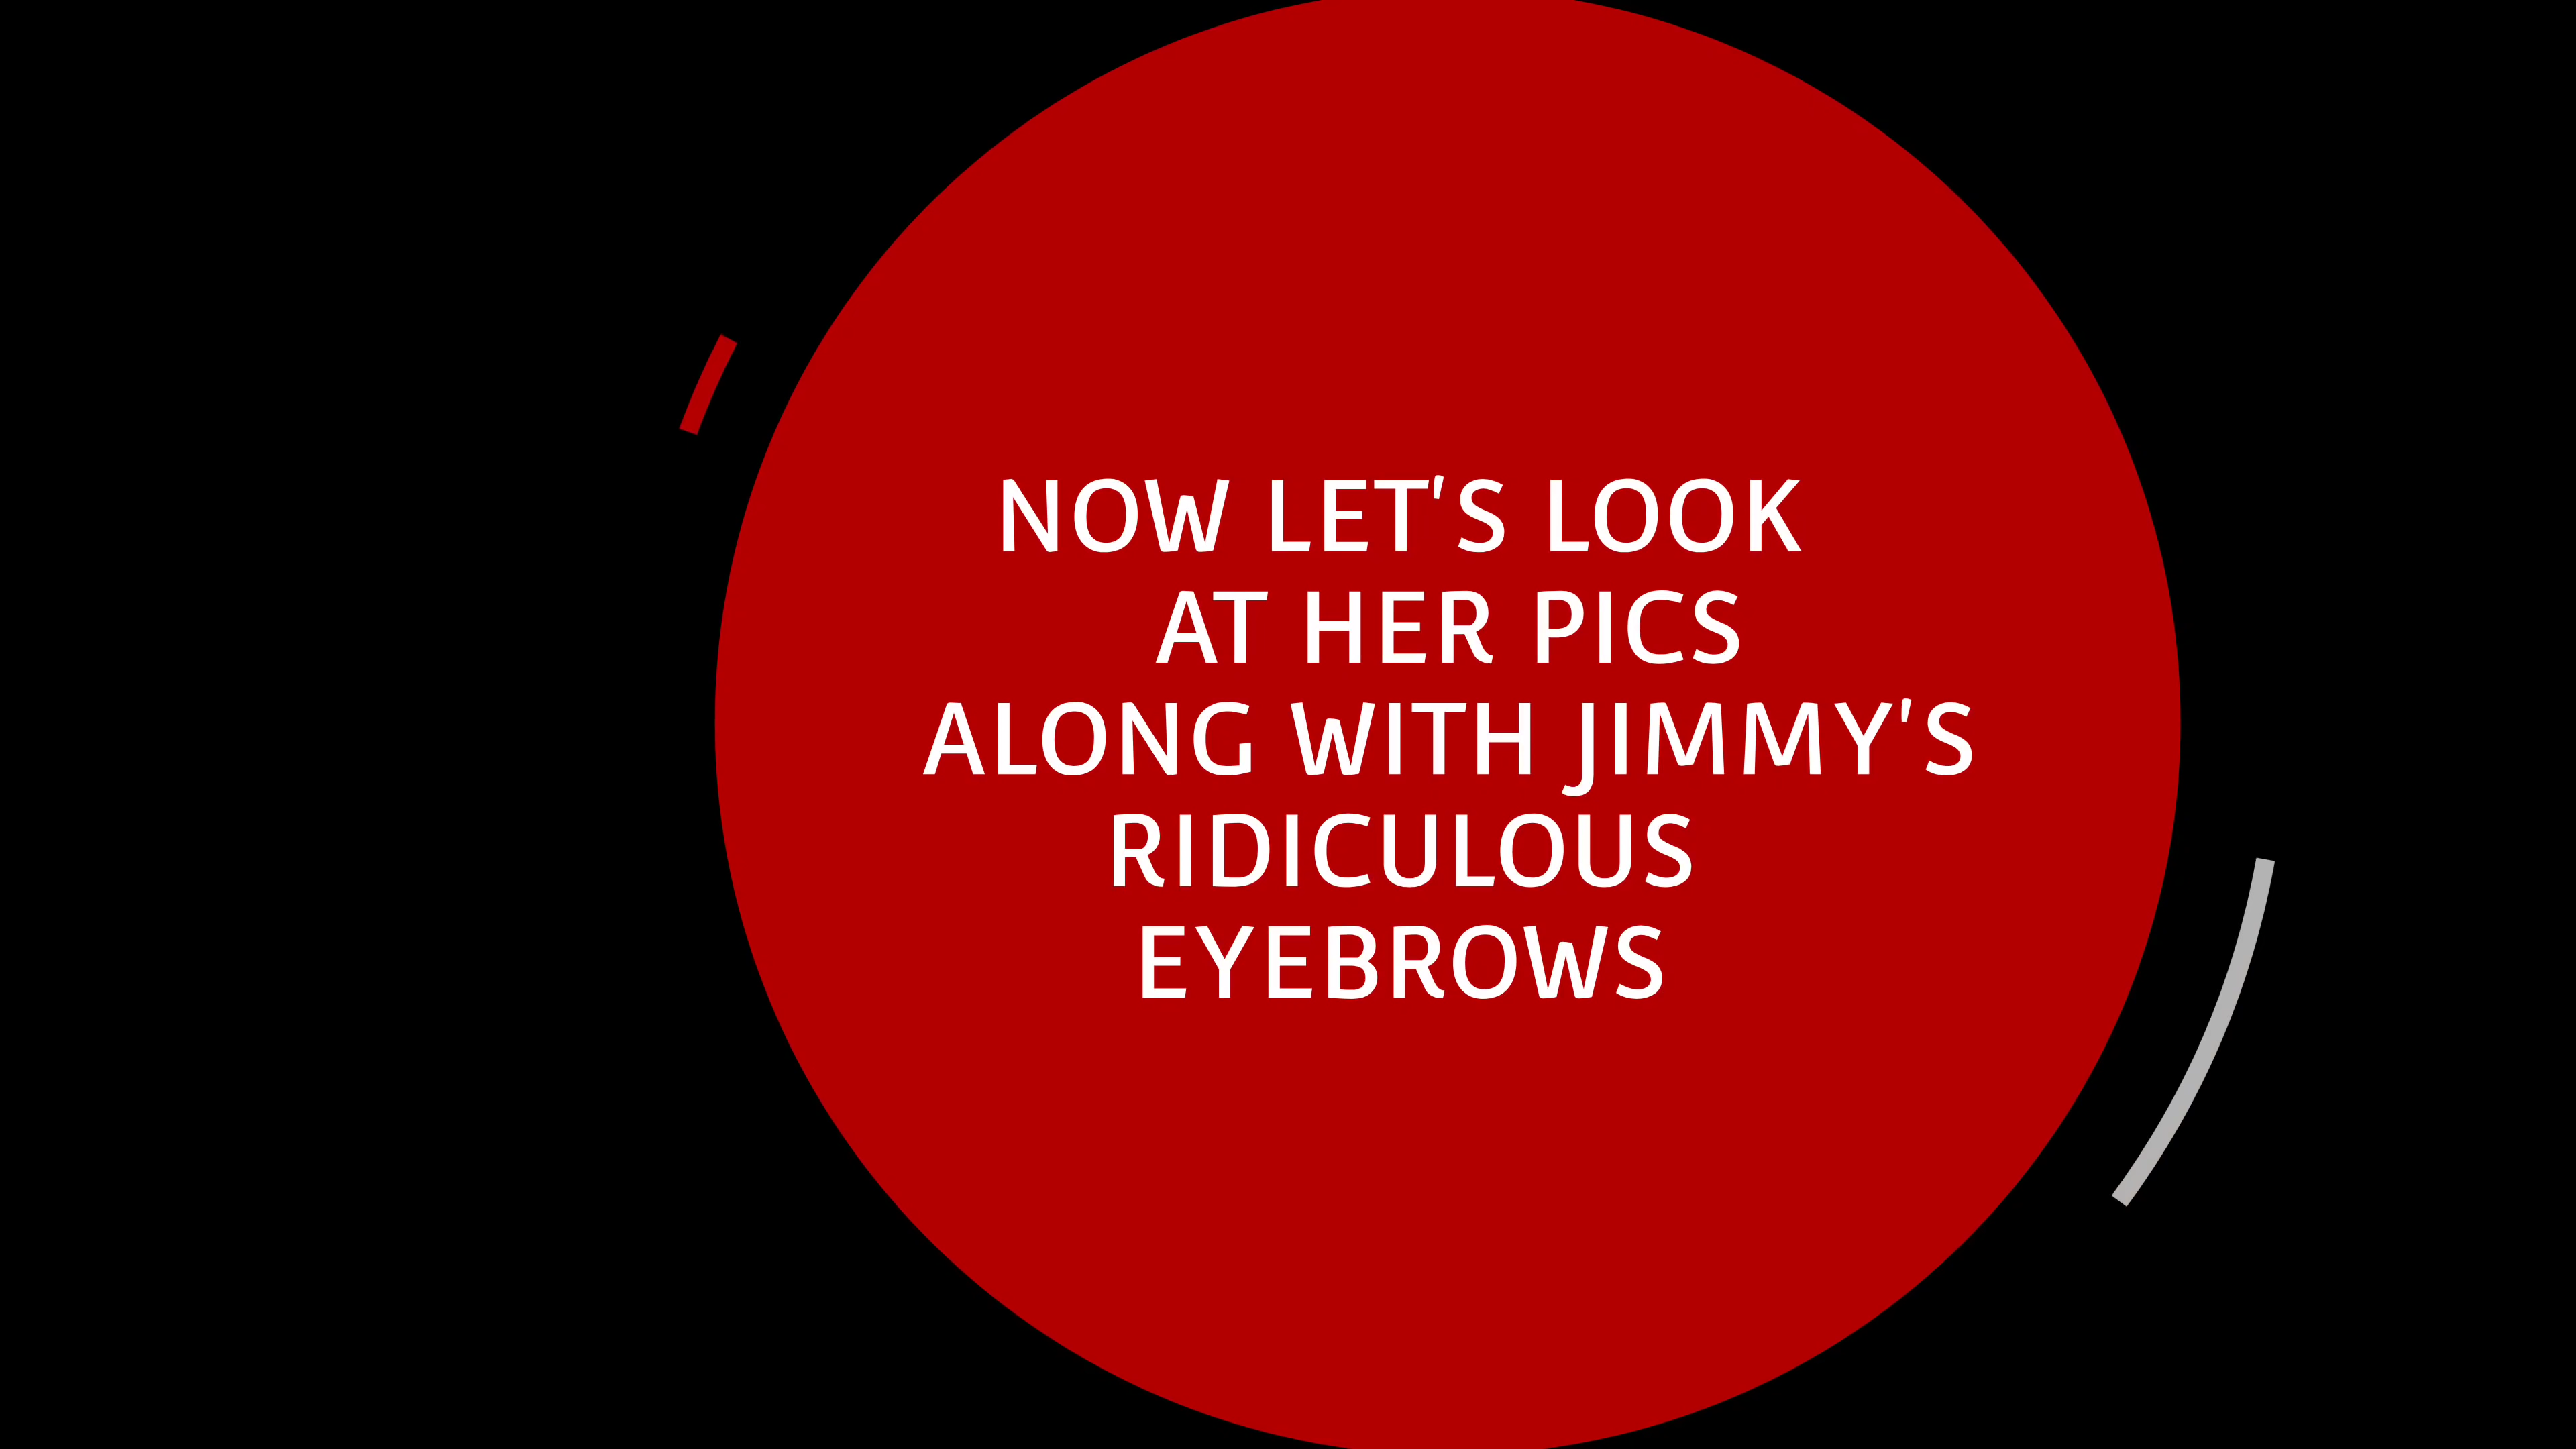 NOW LET'S LOOK
AT HER PICS
ALONG WITH JIMMY'S
RIDICULOUS
EYEBROWS